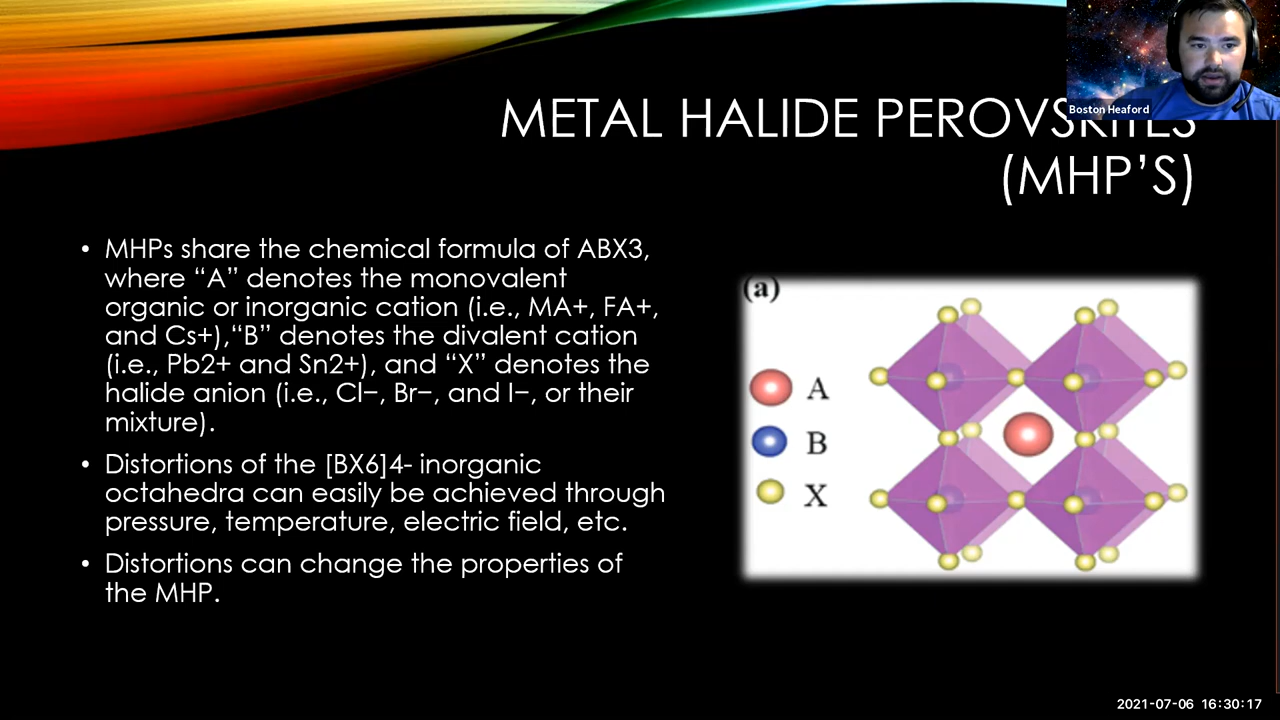 Boston Heaford
METAL HALIDE PEROVSKITES
(MHP’S)
• MHPs share the chemical formula of ABX3,
where “A” denotes the monovalent
organic or inorganic cation (i.e., MA+, FA+,
and Cs+),“B” denotes the divalent cation
(i.e., Pb2+ and Sn2+), and “X” denotes the
halide anion (i.e., Cl−, Br−, and I−, or their
mixture).
• Distortions of the [BX6]4- inorganic
octahedra can easily be achieved through
pressure, temperature, electric field, etc.
• Distortions can change the properties of
the MHP.
(a)
A
B
X
2021-07-06 16:30:17